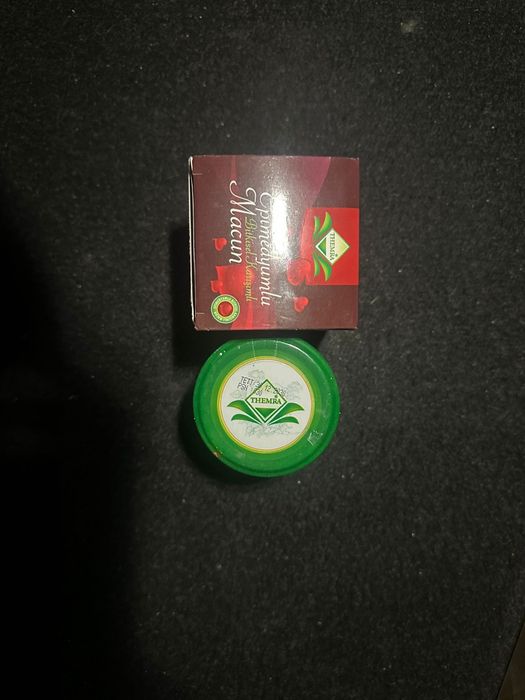 THEMRA
Epimedyumlu
Bitkisel Karışımlı
Macun
THEMRA